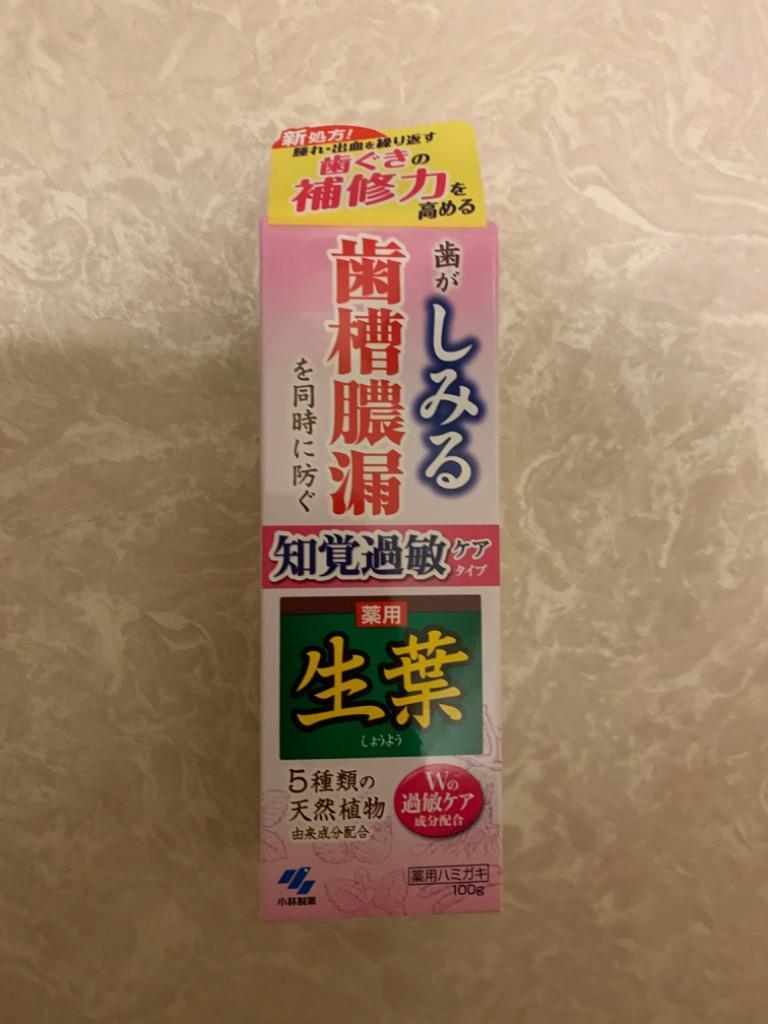 新処方!
腫れ・出血を繰り返す
歯ぐきの
補修力を
高める
歯がしみる
歯槽膿漏
を同時に防ぐ
知覚過敏ケア
タイプ
薬用
生葉
しょうよう
5種類の
天然植物
由来成分配合
Wの
過敏ケア
成分配合
薬用ハミガキ
100g
小林製薬